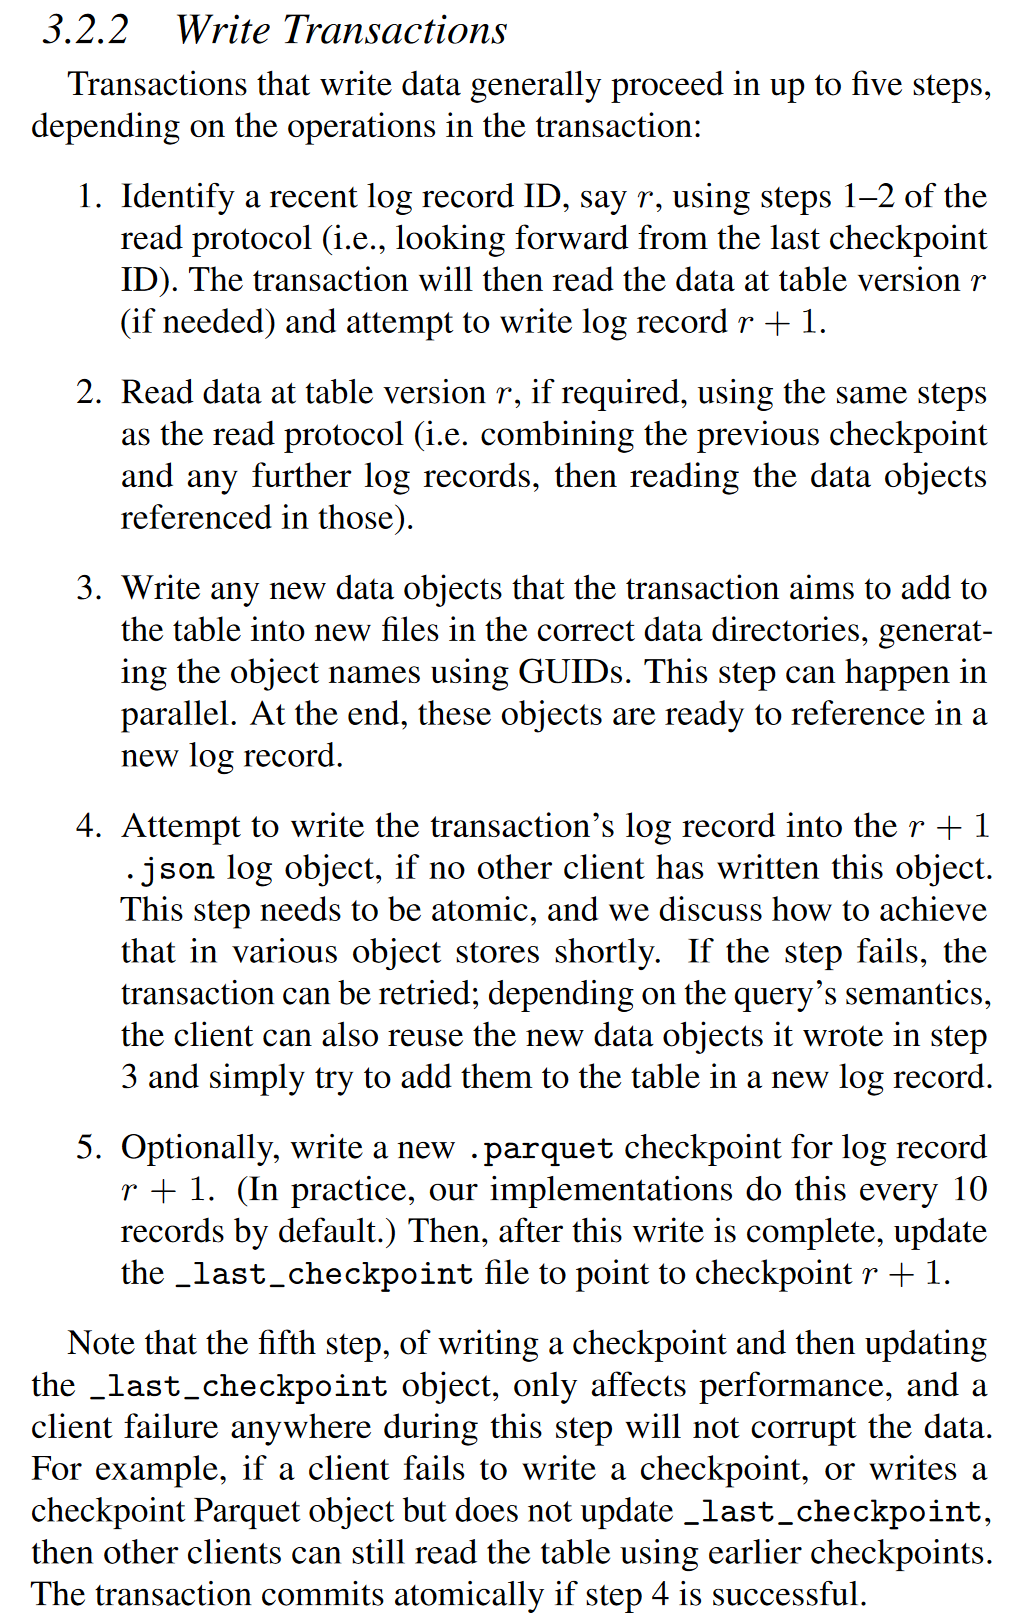 3.2.2 Write Transactions
Transactions that write data generally proceed in up to five steps,
depending on the operations in the transaction:
1. Identify a recent log record ID, say r, using steps 1–2 of the
read protocol (i.e., looking forward from the last checkpoint
ID). The transaction will then read the data at table version r
(if needed) and attempt to write log record r + 1.
2. Read data at table version r, if required, using the same steps
as the read protocol (i.e. combining the previous checkpoint
and any further log records, then reading the data objects
referenced in those).
3. Write any new data objects that the transaction aims to add to
the table into new files in the correct data directories, generat-
ing the object names using GUIDs. This step can happen in
parallel. At the end, these objects are ready to reference in a
new log record.
4. Attempt to write the transaction’s log record into the r + 1
.json log object, if no other client has written this object.
This step needs to be atomic, and we discuss how to achieve
that in various object stores shortly. If the step fails, the
transaction can be retried; depending on the query’s semantics,
the client can also reuse the new data objects it wrote in step
3 and simply try to add them to the table in a new log record.
5. Optionally, write a new .parquet checkpoint for log record
r + 1. (In practice, our implementations do this every 10
records by default.) Then, after this write is complete, update
the _last_checkpoint file to point to checkpoint r + 1.
Note that the fifth step, of writing a checkpoint and then updating
the _last_checkpoint object, only affects performance, and a
client failure anywhere during this step will not corrupt the data.
For example, if a client fails to write a checkpoint, or writes a
checkpoint Parquet object but does not update _last_checkpoint,
then other clients can still read the table using earlier checkpoints.
The transaction commits atomically if step 4 is successful.